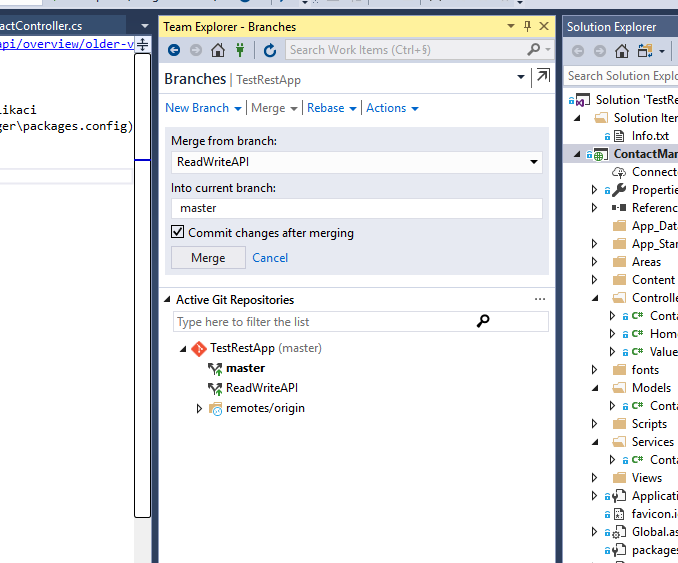 actController.cs
api/overview/older-v
likaci
ger\packages.config)
Team Explorer - Branches
Search Work Items (Ctrl+§)
Branches | TestRestApp
New Branch Merge Rebase Actions
Merge from branch:
ReadWriteAPI
Into current branch:
master
Commit changes after merging
Merge Cancel
Active Git Repositories
Type here to filter the list
TestRestApp (master)
master
ReadWriteAPI
remotes/origin
Solution Explorer
Search Solution Explo
Solution 'TestRe
Solution Iter
Info.txt
ContactMan
Connect
Propertie
Referenc
App_Dat
App_Star
Areas
Content
Controlle
C# Conta
C# Home
C# Value
fonts
Models
C# Conta
Scripts
Services
C# Conta
Views
Applicati
favicon.i
Global.as
packages